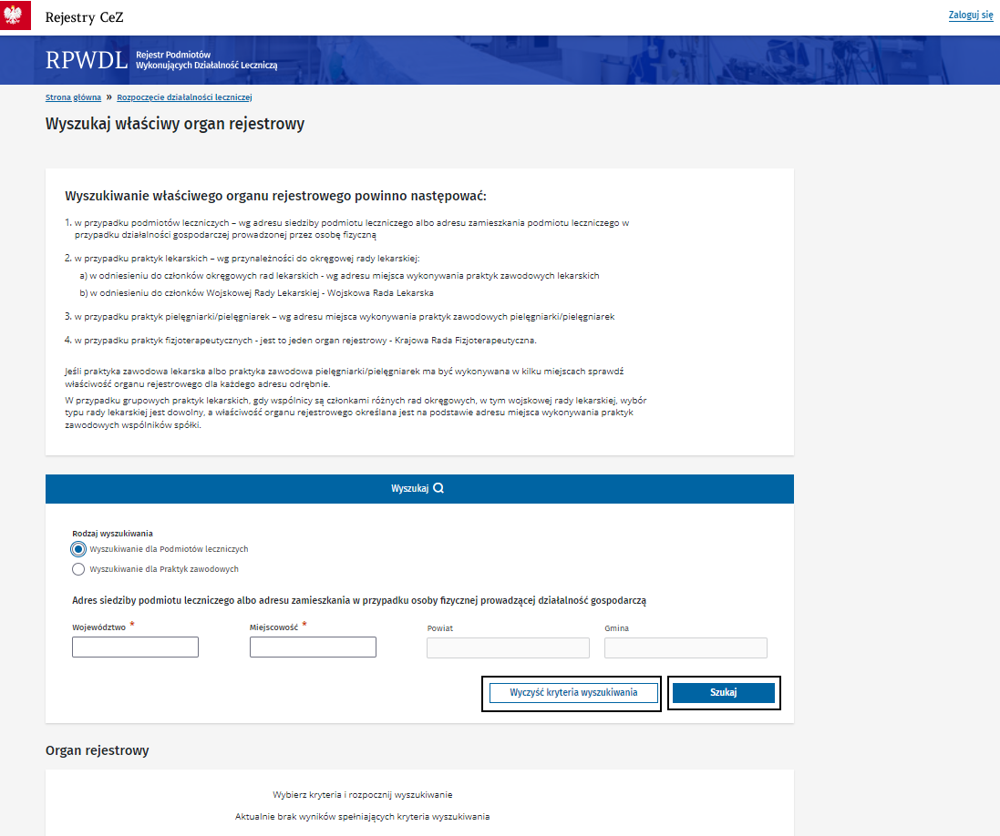 Rejestry CeZ
Zaloguj się
RPWDL
Rejestr Podmiotów
Wykonujących Działalność Leczniczą
Strona główna » Rozpoczęcie działalności leczniczej
Wyszukaj właściwy organ rejestrowy
Wyszukiwanie właściwego organu rejestrowego powinno następować:
1. w przypadku podmiotów leczniczych – wg adresu siedziby podmiotu leczniczego albo adresu zamieszkania podmiotu leczniczego w
przypadku działalności gospodarczej prowadzonej przez osobę fizyczną
2. w przypadku praktyk lekarskich – wg przynależności do okręgowej rady lekarskiej:
a) w odniesieniu do członków okręgowych rad lekarskich - wg adresu miejsca wykonywania praktyk zawodowych lekarskich
b) w odniesieniu do członków Wojskowej Rady Lekarskiej - Wojskowa Rada Lekarska
3. w przypadku praktyk pielęgniarki/pielęgniarek – wg adresu miejsca wykonywania praktyk zawodowych pielęgniarki/pielęgniarek
4. w przypadku praktyk fizjoterapeutycznych - jest to jeden organ rejestrowy - Krajowa Rada Fizjoterapeutyczna.
Jeśli praktyka zawodowa lekarska albo praktyka zawodowa pielęgniarki/pielęgniarek ma być wykonywana w kilku miejscach sprawdź
właściwość organu rejestrowego dla każdego adresu odrębnie.
W przypadku grupowych praktyk lekarskich, gdy wspólnicy są członkami różnych rad okręgowych, w tym wojskowej rady lekarskiej, wybór
typu rady lekarskiej jest dowolny, a właściwość organu rejestrowego określana jest na podstawie adresu miejsca wykonywania praktyk
zawodowych wspólników spółki.
Wyszukaj
Rodzaj wyszukiwania
Wyszukiwanie dla Podmiotów leczniczych
Wyszukiwanie dla Praktyk zawodowych
Adres siedziby podmiotu leczniczego albo adresu zamieszkania w przypadku osoby fizycznej prowadzącej działalność gospodarczą
Województwo * Miejscowość * Powiat Gmina
Wyczyść kryteria wyszukiwania Szukaj
Organ rejestrowy
Wybierz kryteria i rozpocznij wyszukiwanie
Aktualnie brak wyników spełniających kryteria wyszukiwania